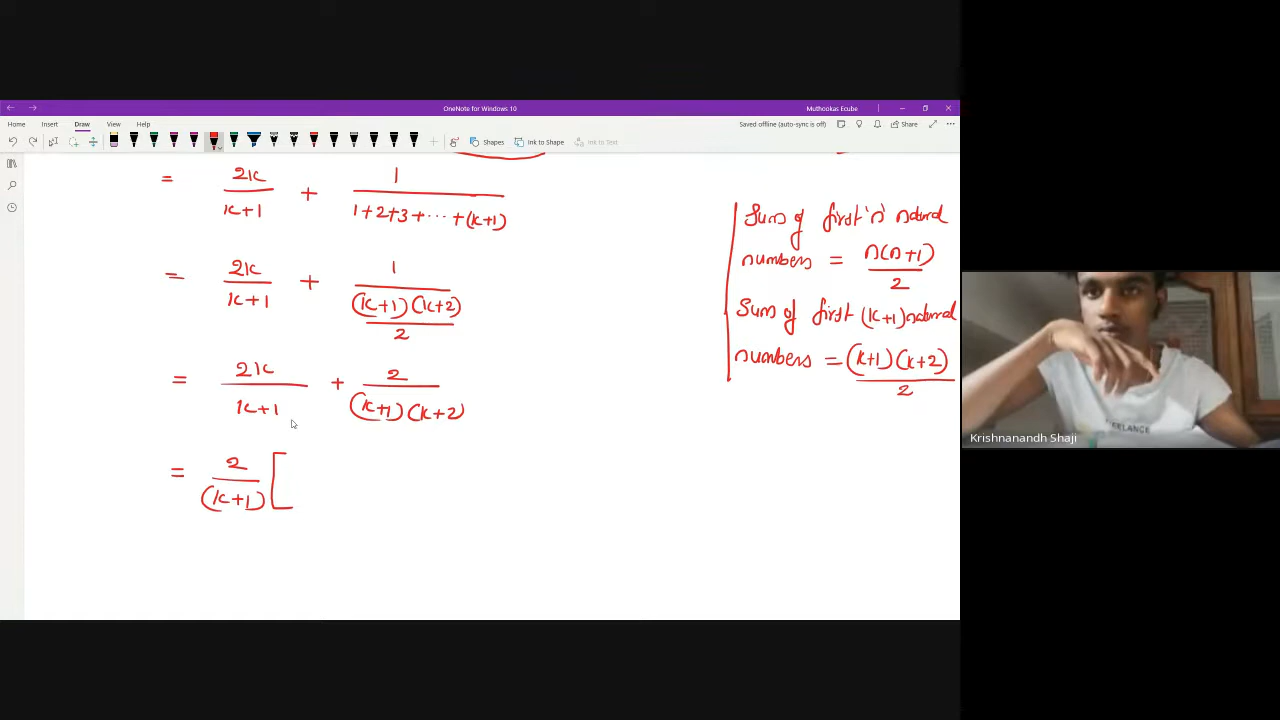 OneNote for Windows 10
Muthookas Ecube
Home Insert Draw View Help
Saved offline (auto-sync is off)
Share
Shapes
Ink to Shape
Ink to Text
= 2k/(k+1) + 1/(1+2+3+⋯+(k+1))
= 2k/(k+1) + 1/((k+1)(k+2)/2)
= 2k/(k+1) + 2/((k+1)(k+2))
= 2/(k+1) [
Sum of first 'n' natural
numbers = n(n+1)/2
Sum of first (k+1) natural
numbers = (k+1)(k+2)/2
FREELANCE
Krishnanandh Shaji